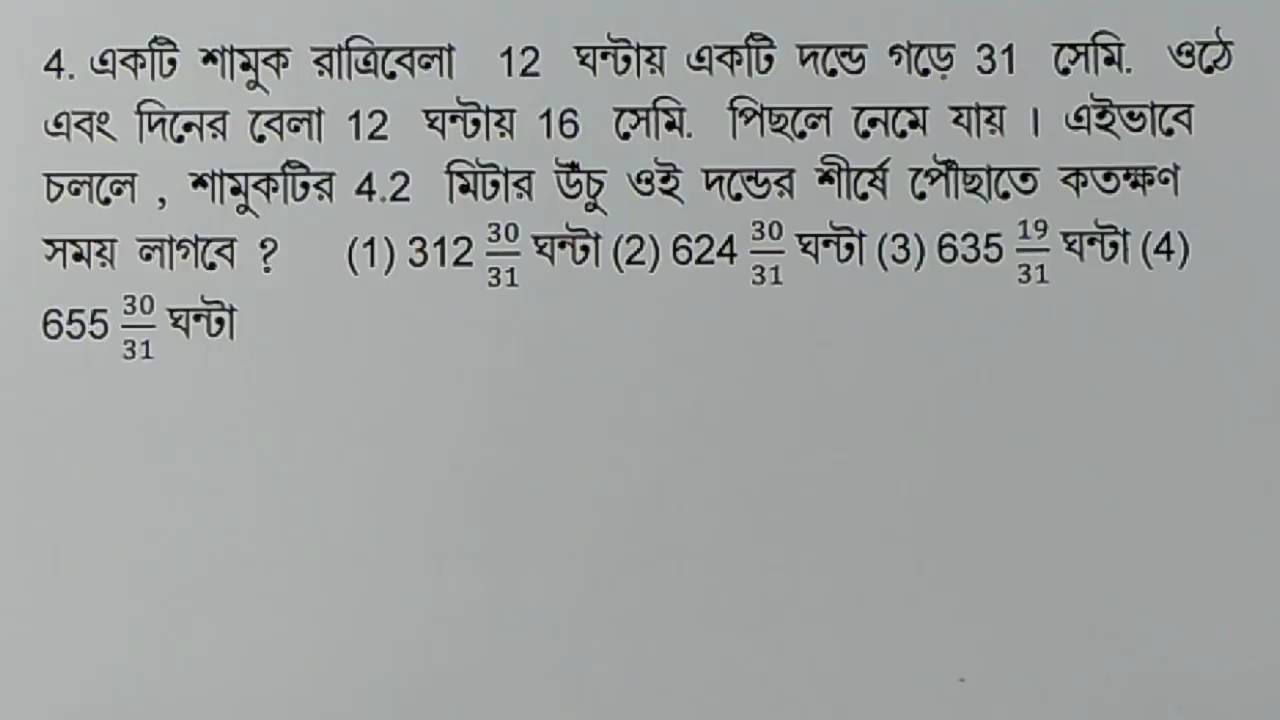 4. একটি শামুক রাত্রিবেলা 12 ঘন্টায় একটি দন্ডে গড়ে 31 সেমি. ওঠে
এবং দিনের বেলা 12 ঘন্টায় 16 সেমি. পিছলে নেমে যায় । এইভাবে
চললে , শামুকটির 4.2 মিটার উঁচু ওই দন্ডের শীর্ষে পৌঁছাতে কতক্ষণ
সময় লাগবে ? (1) 312 30/31 ঘন্টা (2) 624 30/31 ঘন্টা (3) 635 19/31 ঘন্টা (4)
655 30/31 ঘন্টা